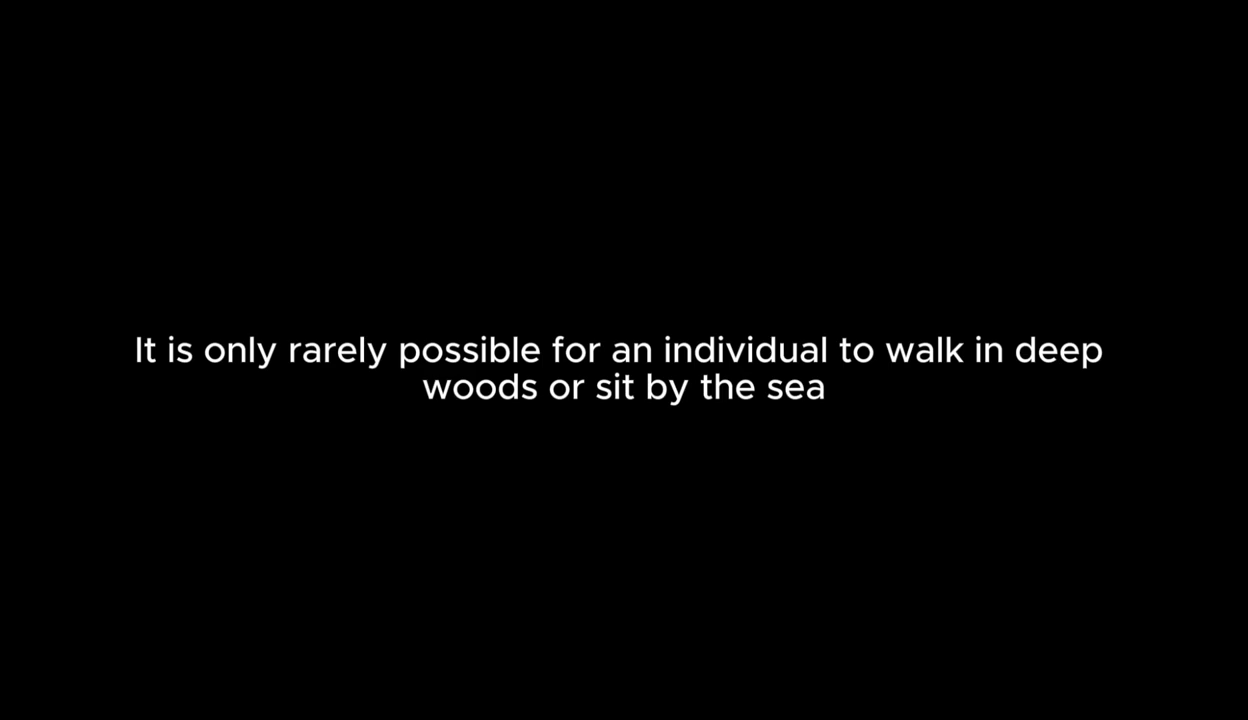 It is only rarely possible for an individual to walk in deep
woods or sit by the sea